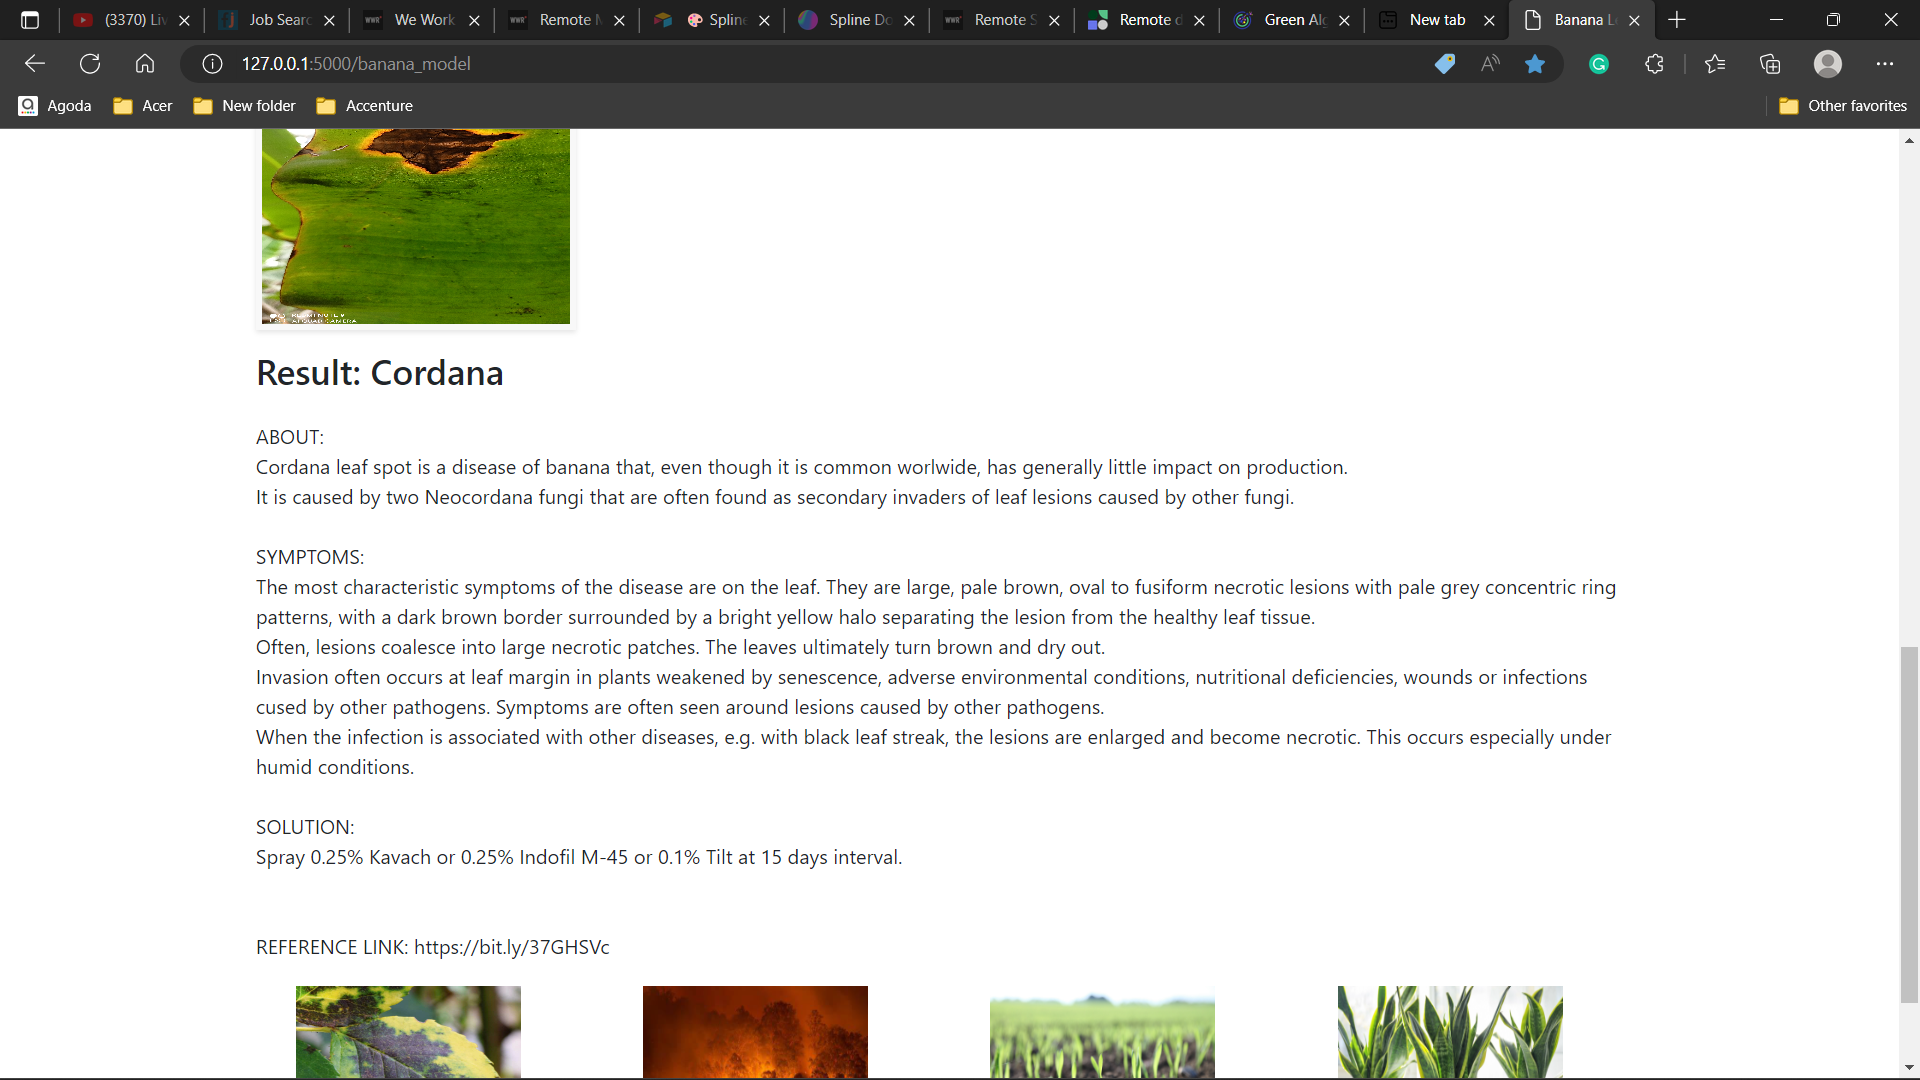 (3370) Liv
Job Searc
We Work
Remote
Spline
Spline Do
Remote S
Remote d
Green Alg
New tab
Banana L
127.0.0.1:5000/banana_model
Agoda
Acer
New folder
Accenture
Other favorites
Result: Cordana
ABOUT:
Cordana leaf spot is a disease of banana that, even though it is common worlwide, has generally little impact on production.
It is caused by two Neocordana fungi that are often found as secondary invaders of leaf lesions caused by other fungi.
SYMPTOMS:
The most characteristic symptoms of the disease are on the leaf. They are large, pale brown, oval to fusiform necrotic lesions with pale grey concentric ring
patterns, with a dark brown border surrounded by a bright yellow halo separating the lesion from the healthy leaf tissue.
Often, lesions coalesce into large necrotic patches. The leaves ultimately turn brown and dry out.
Invasion often occurs at leaf margin in plants weakened by senescence, adverse environmental conditions, nutritional deficiencies, wounds or infections
cused by other pathogens. Symptoms are often seen around lesions caused by other pathogens.
When the infection is associated with other diseases, e.g. with black leaf streak, the lesions are enlarged and become necrotic. This occurs especially under
humid conditions.
SOLUTION:
Spray 0.25% Kavach or 0.25% Indofil M-45 or 0.1% Tilt at 15 days interval.
REFERENCE LINK: https://bit.ly/37GHSVc